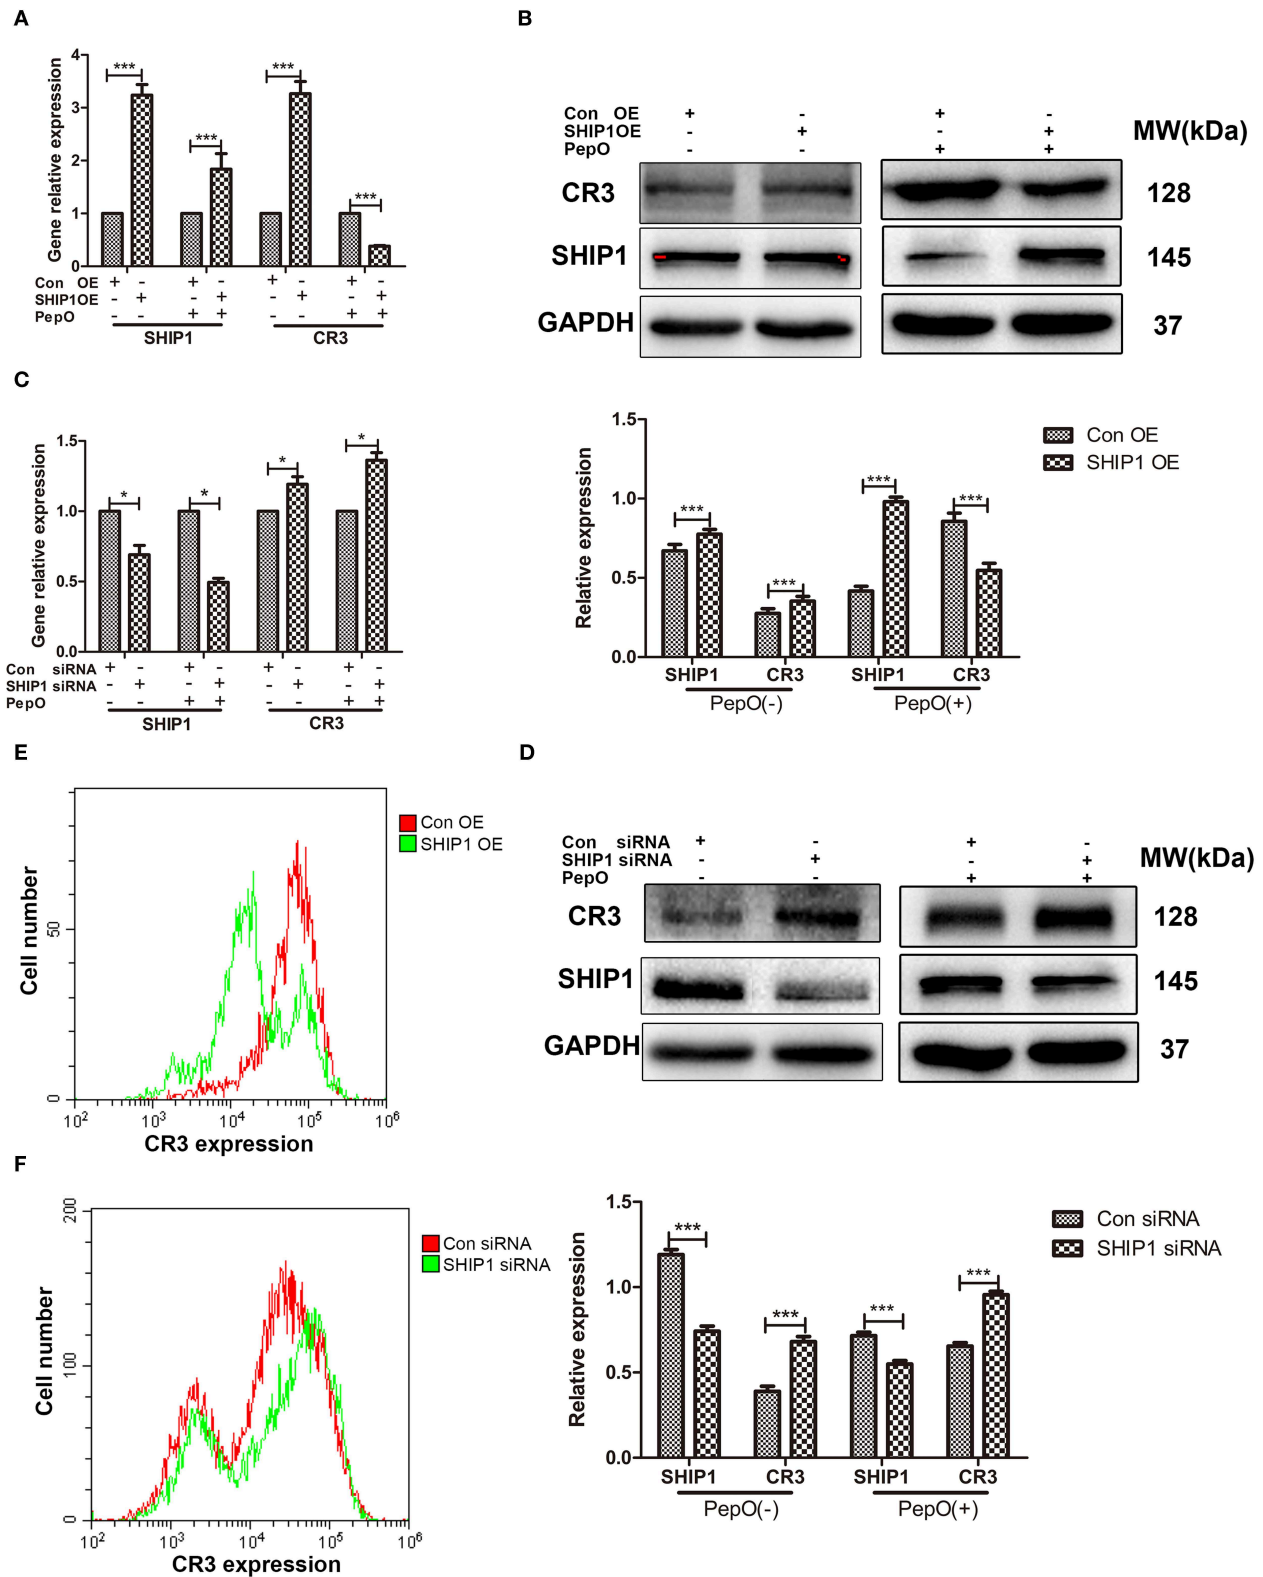 A
Gene relative expression
4
3
2
1
0
***
***
***
***
Con OE + - + - + - + -
SHIP1OE - + - + - + - +
PepO - - + + - - + +
SHIP1 CR3
B
Con OE + - + -
SHIP1OE - + - +
PepO - - + +
MW(kDa)
CR3 128
SHIP1 145
GAPDH 37
Relative expression
1.5
1.0
0.5
0.0
***
***
***
***
Con OE
SHIP1 OE
SHIP1 CR3 SHIP1 CR3
PepO(-) PepO(+)
C
Gene relative expression
1.5
1.0
0.5
0.0
*
*
*
*
Con siRNA + - + - + - + -
SHIP1 siRNA - + - + - + - +
PepO - - + + - - + +
SHIP1 CR3
E
Cell number
50
0
Con OE
SHIP1 OE
10² 10³ 10⁴ 10⁵ 10⁶
CR3 expression
D
Con siRNA + - + -
SHIP1 siRNA - + - +
PepO - - + +
MW(kDa)
CR3 128
SHIP1 145
GAPDH 37
Relative expression
1.5
1.0
0.5
0.0
***
***
***
***
Con siRNA
SHIP1 siRNA
SHIP1 CR3 SHIP1 CR3
PepO(-) PepO(+)
F
Cell number
200
100
0
Con siRNA
SHIP1 siRNA
10² 10³ 10⁴ 10⁵ 10⁶
CR3 expression